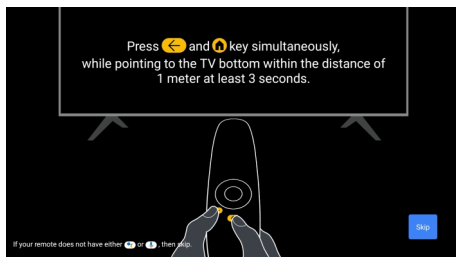 Press and key simultaneously,
while pointing to the TV bottom within the distance of
1 meter at least 3 seconds.
Skip
If your remote does not have either or , then skip.